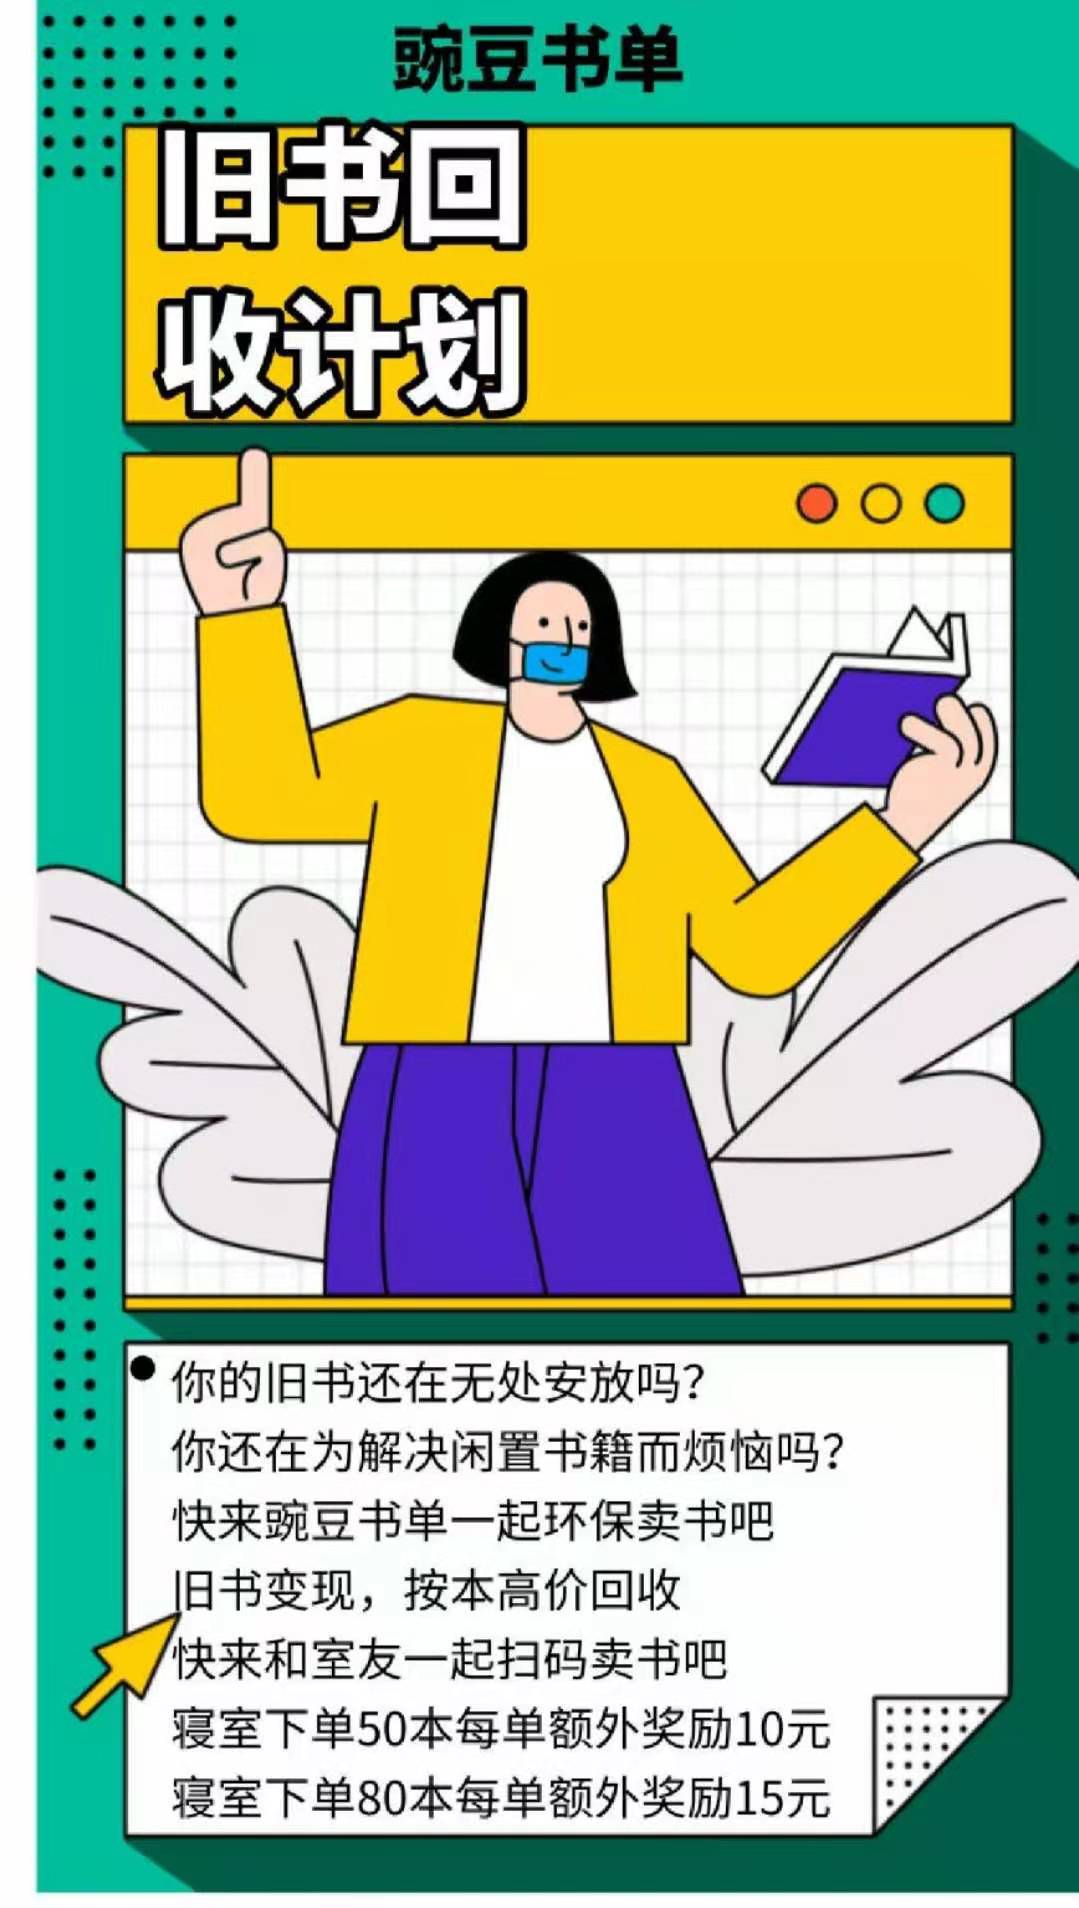 豌豆书单
旧书回
收计划
你的旧书还在无处安放吗？
你还在为解决闲置书籍而烦恼吗？
快来豌豆书单一起环保卖书吧
旧书变现，按本高价回收
快来和室友一起扫码卖书吧
寝室下单50本每单额外奖励10元
寝室下单80本每单额外奖励15元